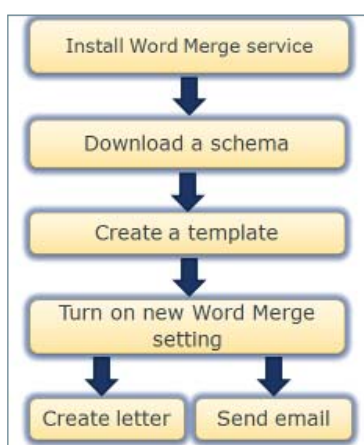 Install Word Merge service
Download a schema
Create a template
Turn on new Word Merge
setting
Create letter
Send email